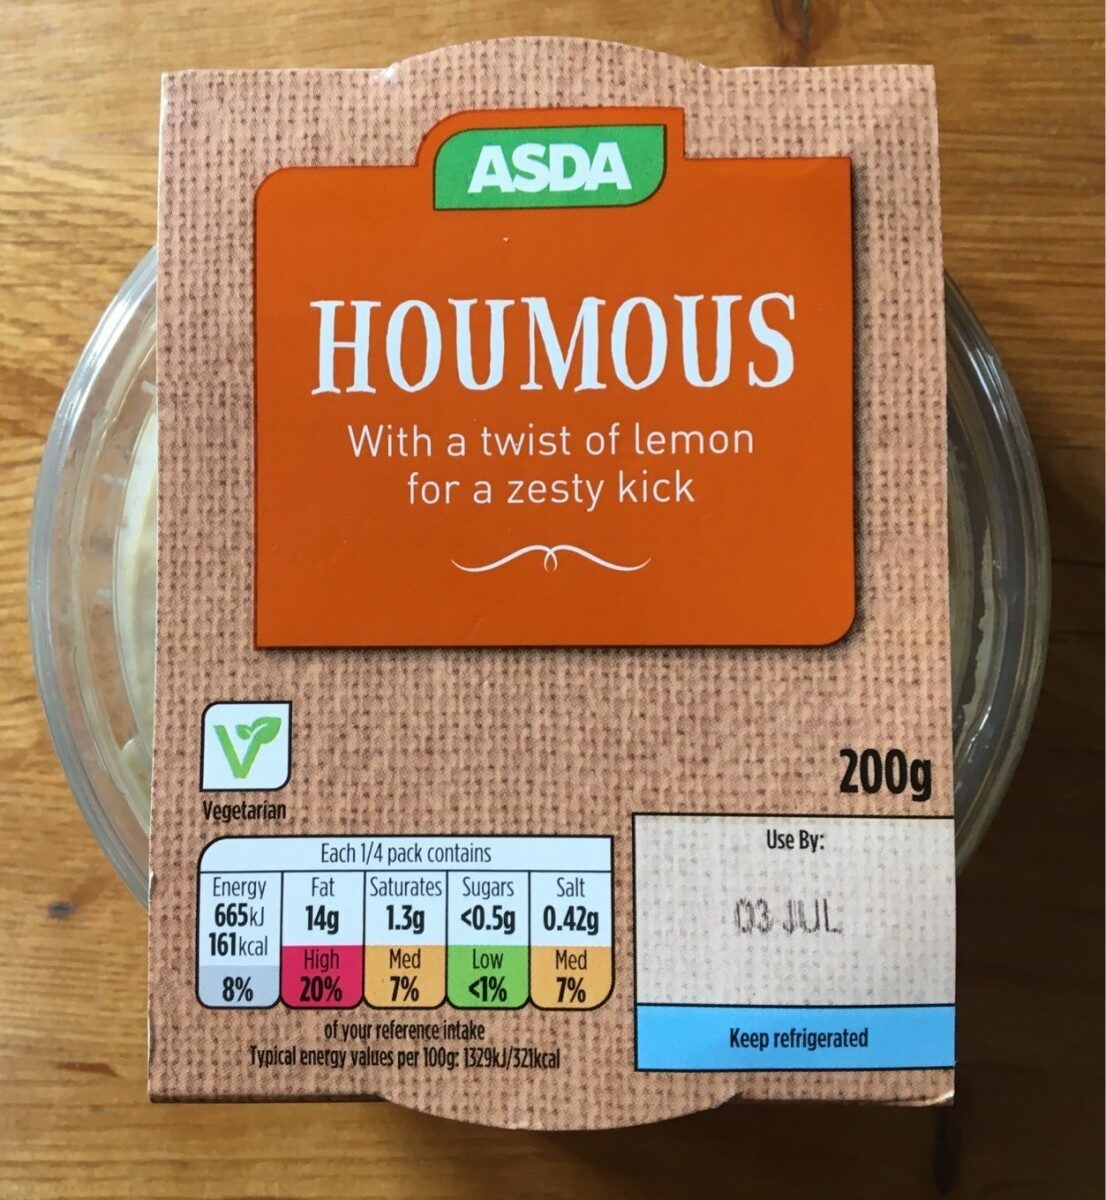 ASDA
HOUMOUS
With a twist of lemon
for a zesty kick
Vegetarian
200g
Each 1/4 pack contains
Energy Fat Saturates Sugars Salt
665kJ 14g 1.3g <0.5g 0.42g
161kcal
High Med Low Med
8% 20% 7% <1% 7%
of your reference intake
Typical energy values per 100g: 1329kJ/321kcal
Use By:
03 JUL
Keep refrigerated